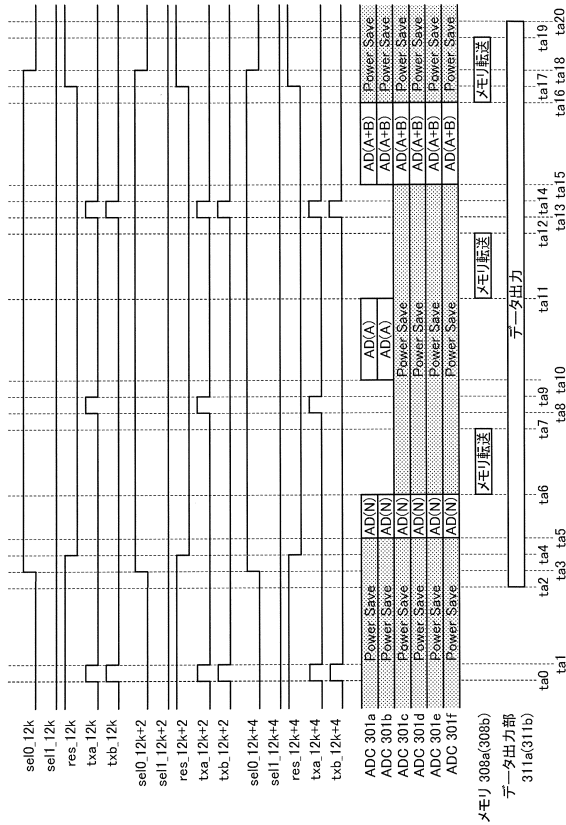 sel0_12k
sel1_12k
res_12k
txa_12k
txb_12k
sel0_12k+2
sel1_12k+2
res_12k+2
txa_12k+2
txb_12k+2
sel0_12k+4
sel1_12k+4
res_12k+4
txa_12k+4
txb_12k+4
ADC 301a Power Save AD(N) AD(A) AD(A+B) Power Save
ADC 301b Power Save AD(N) AD(A) AD(A+B) Power Save
ADC 301c Power Save AD(N) Power Save AD(A+B) Power Save
ADC 301d Power Save AD(N) Power Save AD(A+B) Power Save
ADC 301e Power Save AD(N) Power Save AD(A+B) Power Save
ADC 301f Power Save AD(N) Power Save AD(A+B) Power Save
メモリ 308a(308b) メモリ転送 メモリ転送 メモリ転送
データ出力部 データ出力
311a(311b)
ta0 ta2 ta3 ta4 ta5 ta6 ta7 ta8 ta9 ta10 ta11 ta12 ta14 ta16 ta17 ta19
ta1 ta13 ta15 ta18 ta20